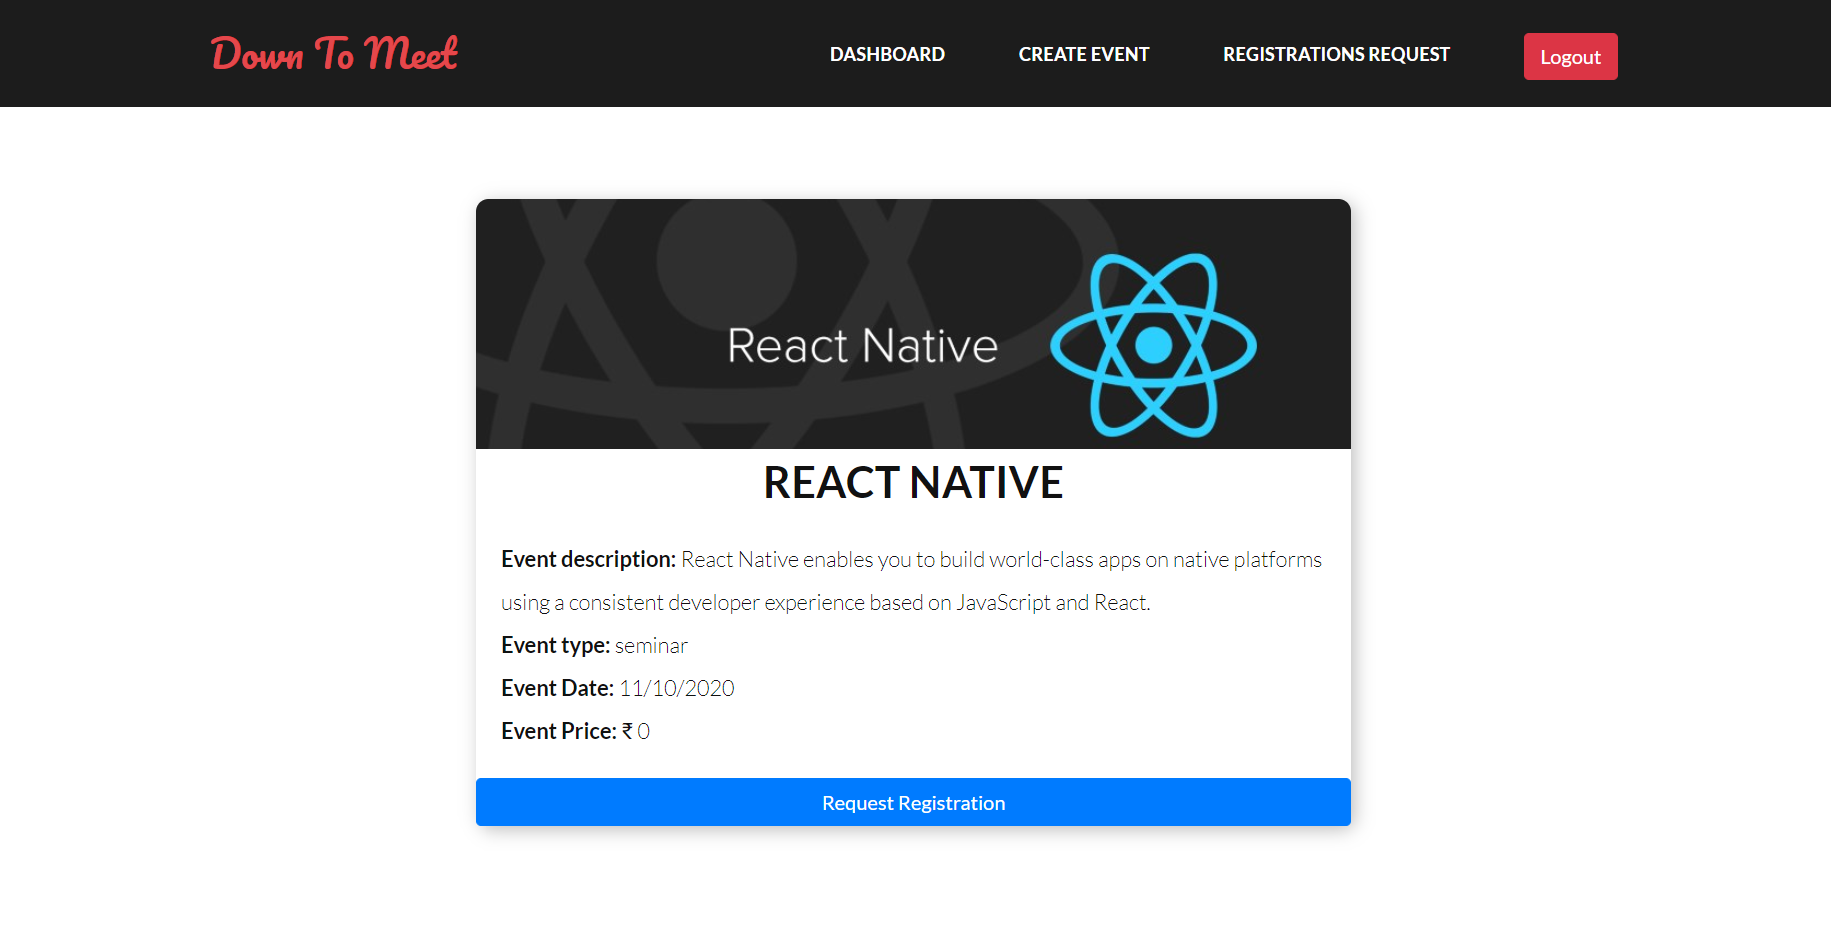 Down To Meet
DASHBOARD
CREATE EVENT
REGISTRATIONS REQUEST
Logout
React Native
REACT NATIVE
Event description: React Native enables you to build world-class apps on native platforms
using a consistent developer experience based on JavaScript and React.
Event type: seminar
Event Date: 11/10/2020
Event Price: ₹ 0
Request Registration